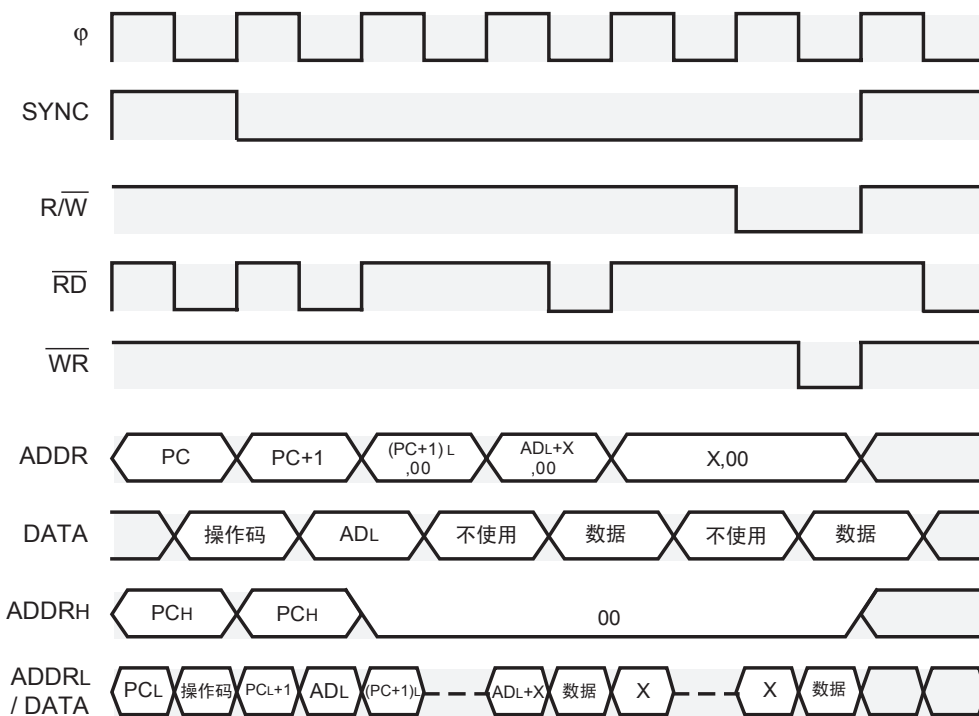 φ
SYNC
R/W
RD
WR
ADDR PC PC+1 (PC+1) L ,00 ADL+X ,00 X,00
DATA 操作码 ADL 不使用 数据 不使用 数据
ADDRH PCH PCH 00
ADDRL / DATA PCL 操作码 PCL+1 ADL (PC+1)L ADL+X 数据 X X 数据